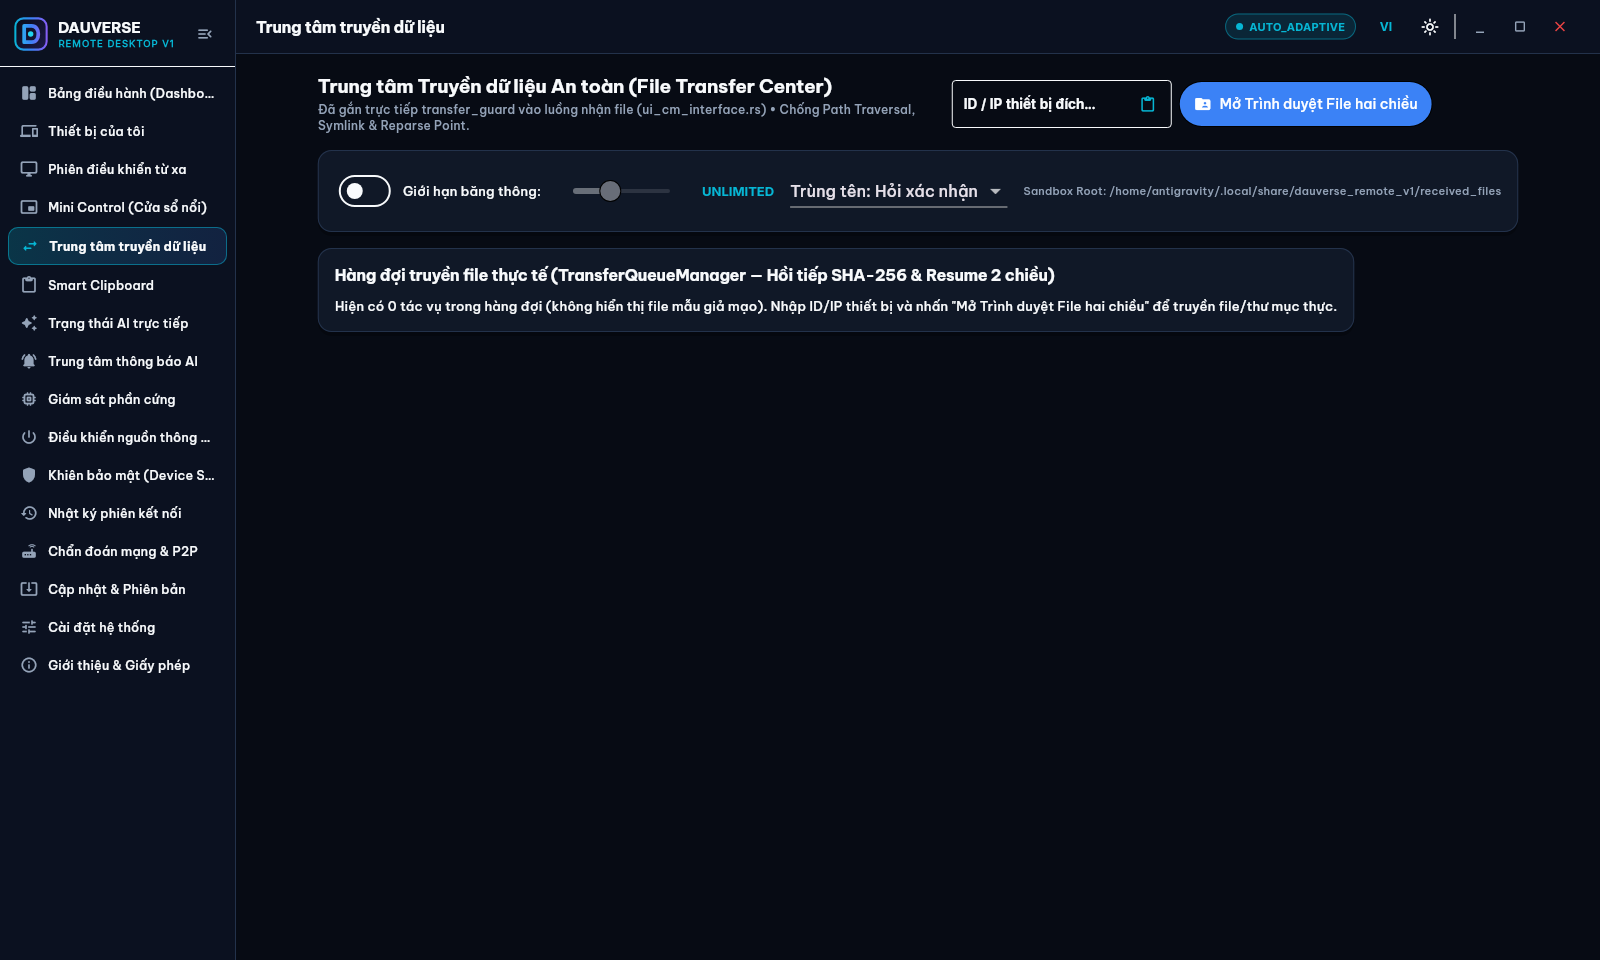 DAUVERSE
REMOTE DESKTOP V1
Bảng điều hành (Dashbo...
Thiết bị của tôi
Phiên điều khiển từ xa
Mini Control (Cửa sổ nổi)
Trung tâm truyền dữ liệu
Smart Clipboard
Trạng thái AI trực tiếp
Trung tâm thông báo AI
Giám sát phần cứng
Điều khiển nguồn thông ...
Khiên bảo mật (Device S...
Nhật ký phiên kết nối
Chẩn đoán mạng & P2P
Cập nhật & Phiên bản
Cài đặt hệ thống
Giới thiệu & Giấy phép
Trung tâm truyền dữ liệu
AUTO_ADAPTIVE
VI
Trung tâm Truyền dữ liệu An toàn (File Transfer Center)
Đã gắn trực tiếp transfer_guard vào luồng nhận file (ui_cm_interface.rs) • Chống Path Traversal,
Symlink & Reparse Point.
ID / IP thiết bị đích...
Mở Trình duyệt File hai chiều
Giới hạn băng thông:
UNLIMITED
Trùng tên: Hỏi xác nhận
Sandbox Root: /home/antigravity/.local/share/dauverse_remote_v1/received_files
Hàng đợi truyền file thực tế (TransferQueueManager — Hồi tiếp SHA-256 & Resume 2 chiều)
Hiện có 0 tác vụ trong hàng đợi (không hiển thị file mẫu giả mạo). Nhập ID/IP thiết bị và nhấn "Mở Trình duyệt File hai chiều" để truyền file/thư mục thực.